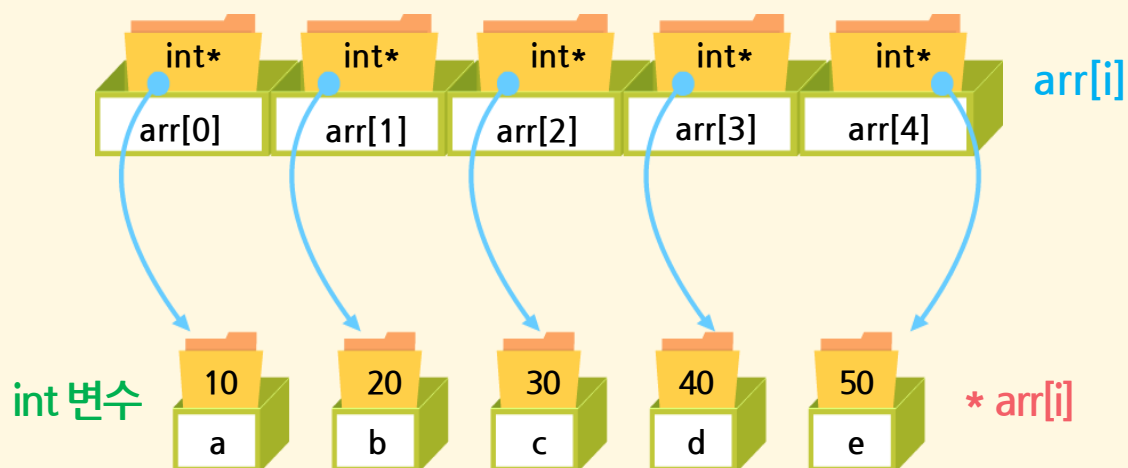 int* int* int* int* int*
arr[i]
arr[0] arr[1] arr[2] arr[3] arr[4]
int 변수 10 20 30 40 50 * arr[i]
a b c d e